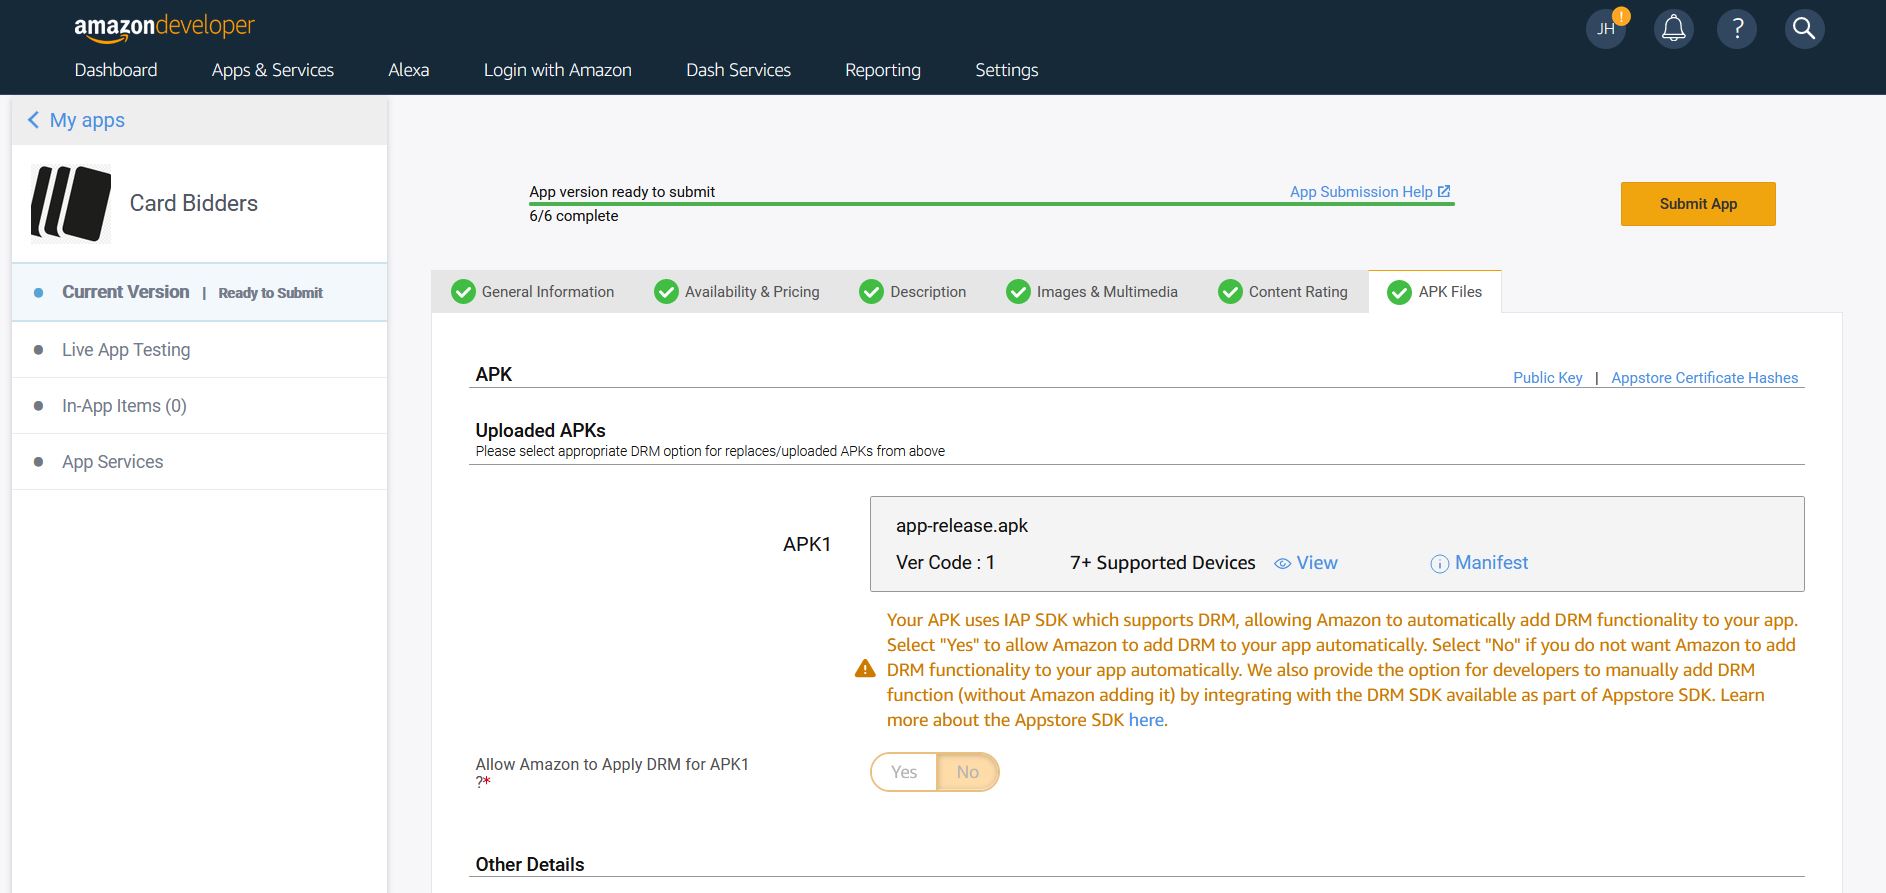 amazondeveloper
JH
!
?
Dashboard Apps & Services Alexa Login with Amazon Dash Services Reporting Settings
My apps
Card Bidders
Current Version | Ready to Submit
Live App Testing
In-App Items (0)
App Services
App version ready to submit
App Submission Help
6/6 complete
Submit App
General Information Availability & Pricing Description Images & Multimedia Content Rating APK Files
APK
Public Key | Appstore Certificate Hashes
Uploaded APKs
Please select appropriate DRM option for replaces/uploaded APKs from above
APK1
app-release.apk
Ver Code : 1 7+ Supported Devices View Manifest
Your APK uses IAP SDK which supports DRM, allowing Amazon to automatically add DRM functionality to your app.
Select "Yes" to allow Amazon to add DRM to your app automatically. Select "No" if you do not want Amazon to add
DRM functionality to your app automatically. We also provide the option for developers to manually add DRM
function (without Amazon adding it) by integrating with the DRM SDK available as part of Appstore SDK. Learn
more about the Appstore SDK here.
Allow Amazon to Apply DRM for APK1
?*
Yes No
Other Details